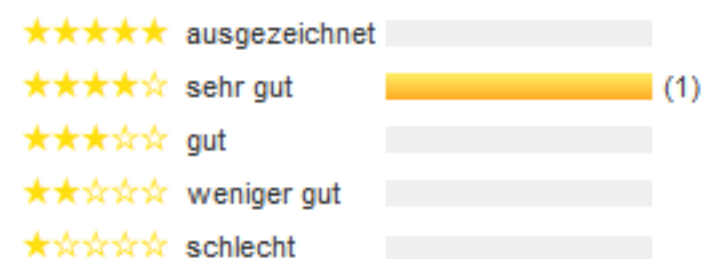 ausgezeichnet
sehr gut (1)
gut
weniger gut
schlecht